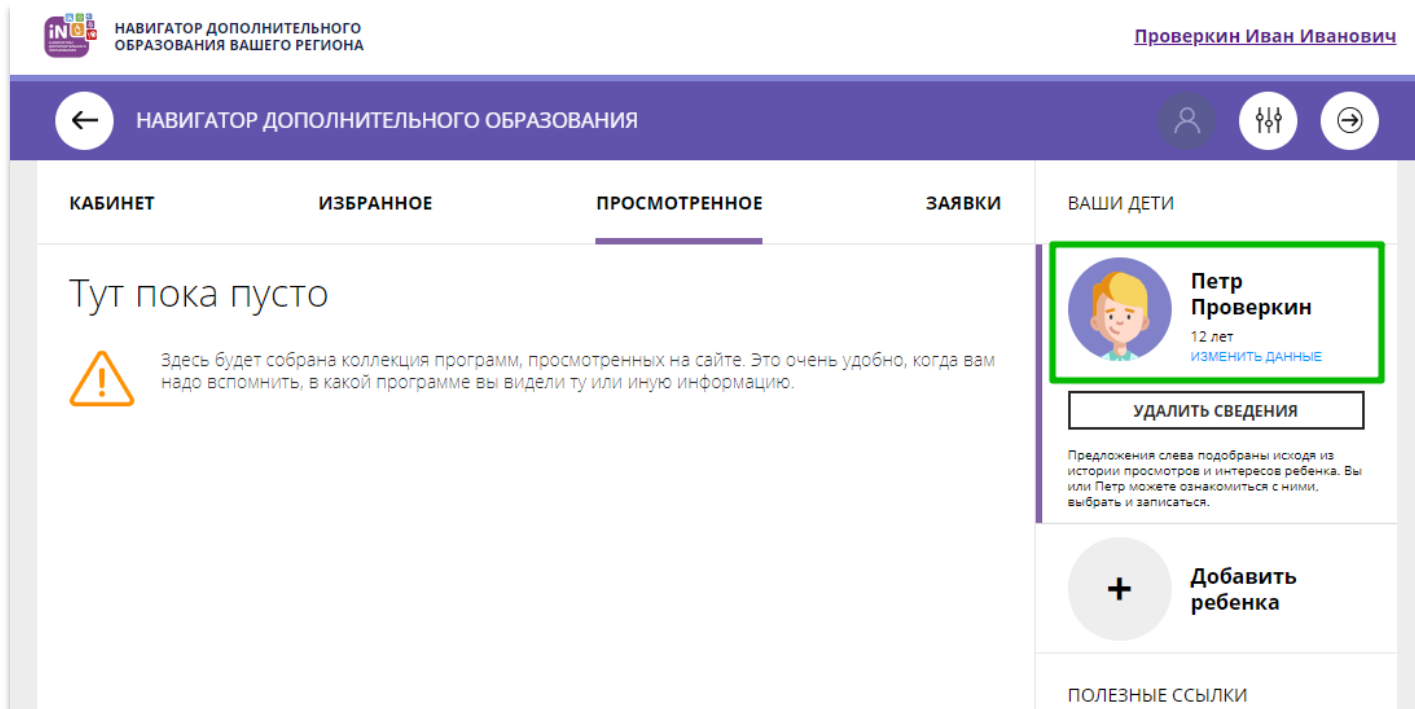 iN
НАВИГАТОР ДОПОЛНИТЕЛЬНОГО
ОБРАЗОВАНИЯ ВАШЕГО РЕГИОНА
Проверкин Иван Иванович
НАВИГАТОР ДОПОЛНИТЕЛЬНОГО ОБРАЗОВАНИЯ
КАБИНЕТ
ИЗБРАННОЕ
ПРОСМОТРЕННОЕ
ЗАЯВКИ
Тут пока пусто
Здесь будет собрана коллекция программ, просмотренных на сайте. Это очень удобно, когда вам
надо вспомнить, в какой программе вы видели ту или иную информацию.
ВАШИ ДЕТИ
Петр
Проверкин
12 лет
ИЗМЕНИТЬ ДАННЫЕ
УДАЛИТЬ СВЕДЕНИЯ
Предложения слева подобраны исходя из
истории просмотров и интересов ребенка. Вы
или Петр можете ознакомиться с ними,
выбрать и записаться.
Добавить
ребенка
ПОЛЕЗНЫЕ ССЫЛКИ